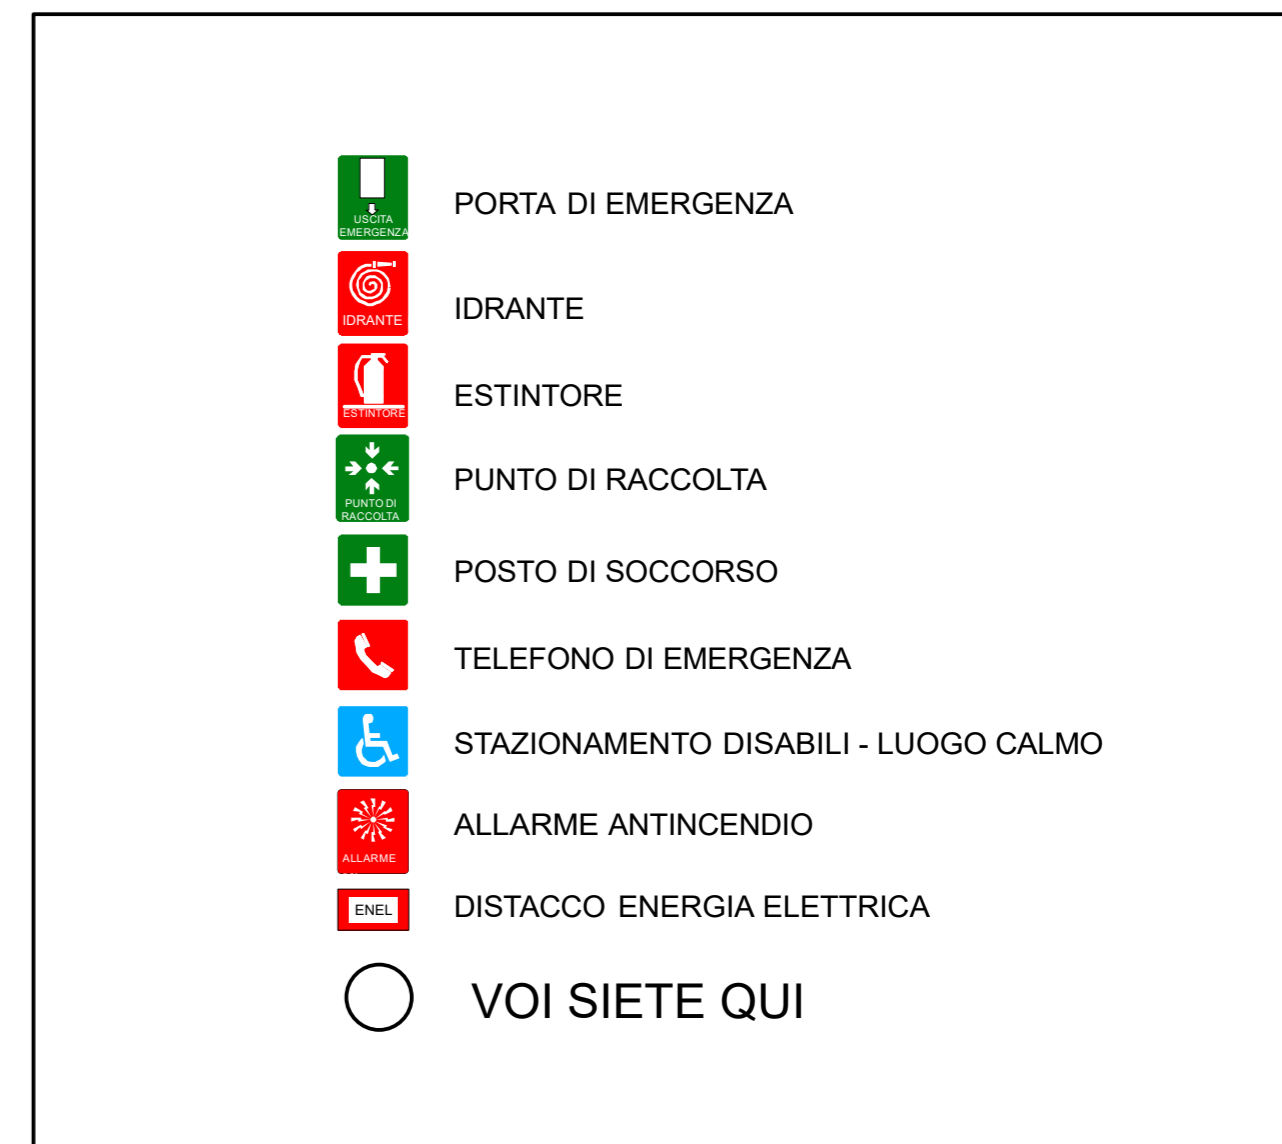 USCITA
EMERGENZA
PORTA DI EMERGENZA
IDRANTE
IDRANTE
ESTINTORE
ESTINTORE
PUNTO DI
RACCOLTA
PUNTO DI RACCOLTA
POSTO DI SOCCORSO
TELEFONO DI EMERGENZA
STAZIONAMENTO DISABILI - LUOGO CALMO
ALLARME
ALLARME ANTINCENDIO
ENEL
DISTACCO ENERGIA ELETTRICA
VOI SIETE QUI